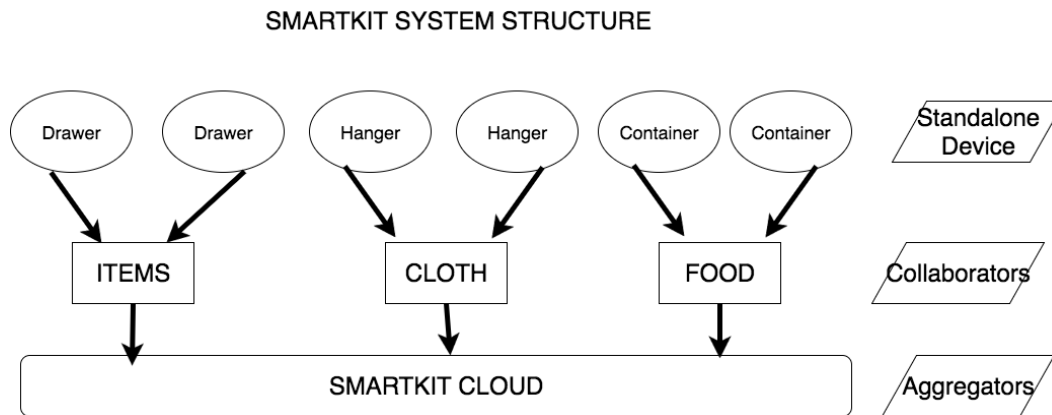 SMARTKIT SYSTEM STRUCTURE
Drawer
Drawer
Hanger
Hanger
Container
Container
Standalone
Device
ITEMS
CLOTH
FOOD
Collaborators
SMARTKIT CLOUD
Aggregators